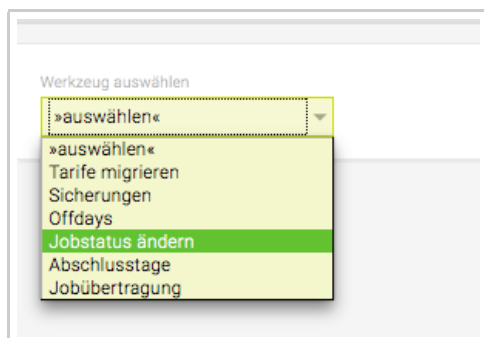 Werkzeug auswählen
»auswählen«
»auswählen«
Tarife migrieren
Sicherungen
Offdays
Jobstatus ändern
Abschlusstage
Jobübertragung